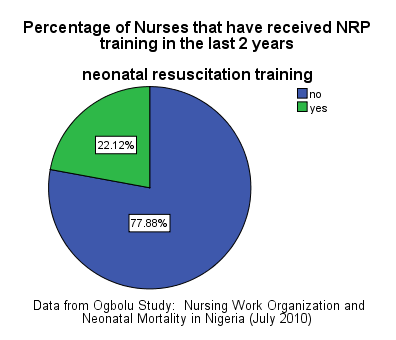 Percentage of Nurses that have received NRP
training in the last 2 years
neonatal resuscitation training
no
yes
22.12%
77.88%
Data from Ogbolu Study: Nursing Work Organization and
Neonatal Mortality in Nigeria (July 2010)